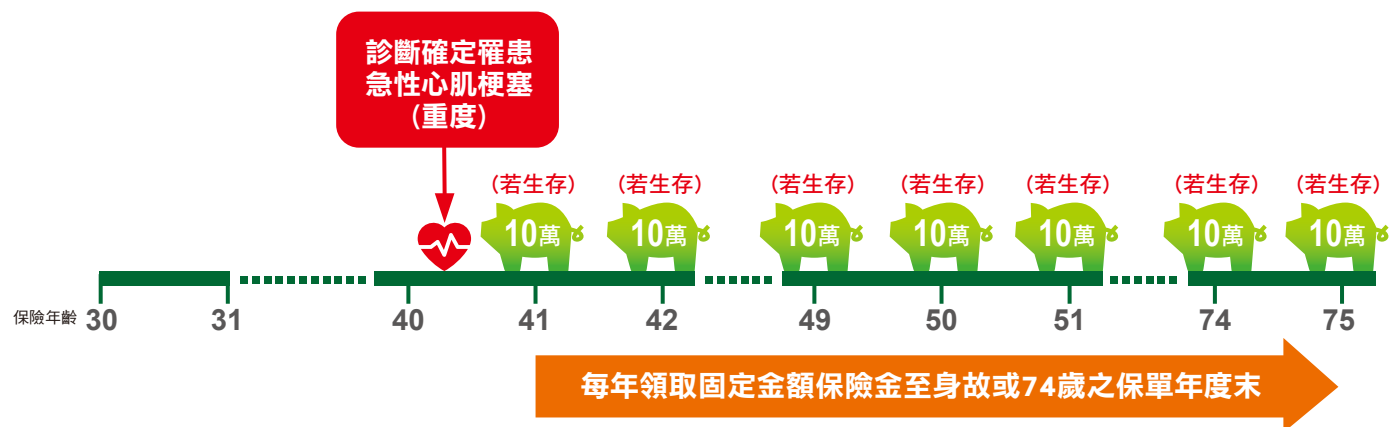 診斷確定罹患
急性心肌梗塞
(重度)
(若生存) (若生存) (若生存) (若生存) (若生存) (若生存) (若生存)
10萬 10萬 10萬 10萬 10萬 10萬 10萬
保險年齡 30 31 40 41 42 49 50 51 74 75
每年領取固定金額保險金至身故或74歲之保單年度末